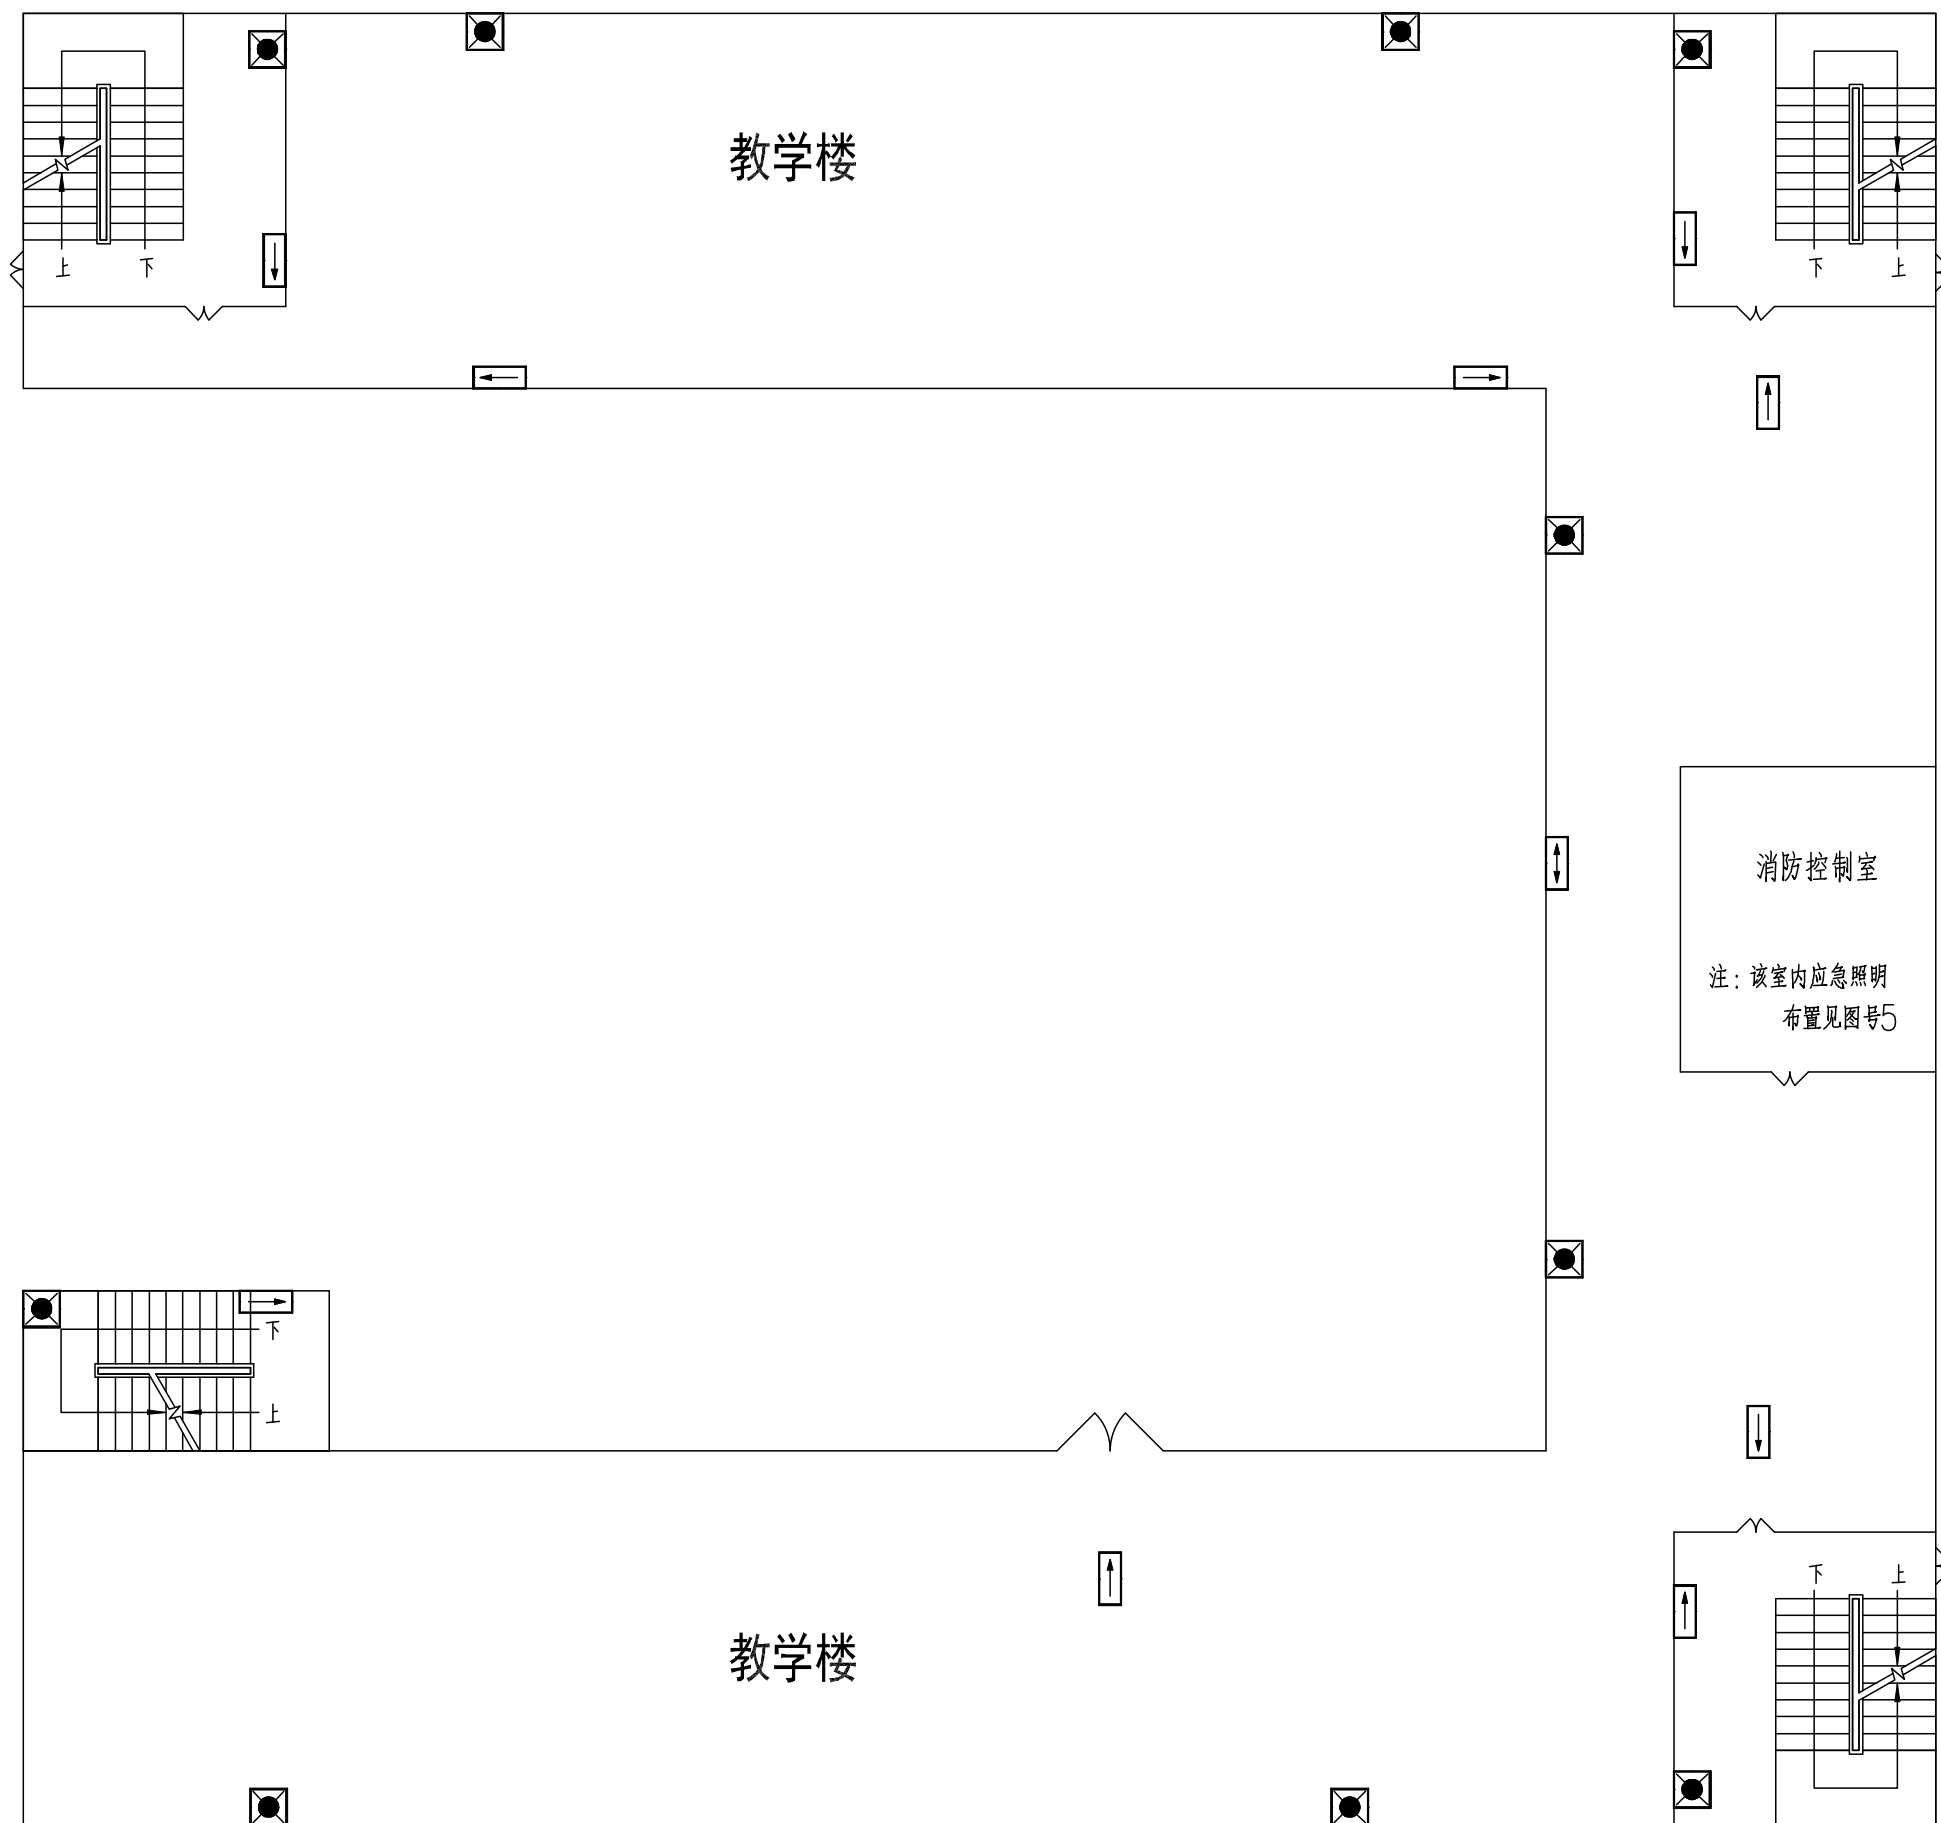 教学楼
上 下
下 上
消防控制室
注：该室内应急照明
布置见图号5
下
上
下 上
教学楼